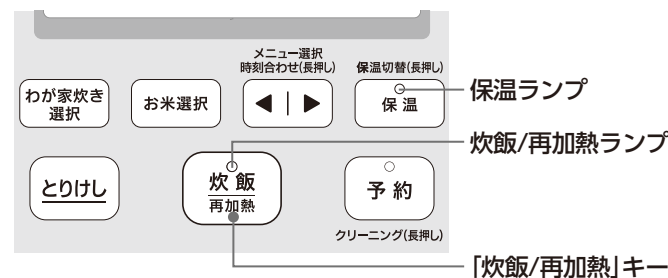 メニュー選択
時刻合わせ(長押し)
保温切替(長押し)
わが家炊き
選択
お米選択
保温
保温ランプ
炊飯/再加熱ランプ
とりけし
炊飯
再加熱
予約
クリーニング(長押し)
「炊飯/再加熱」キー